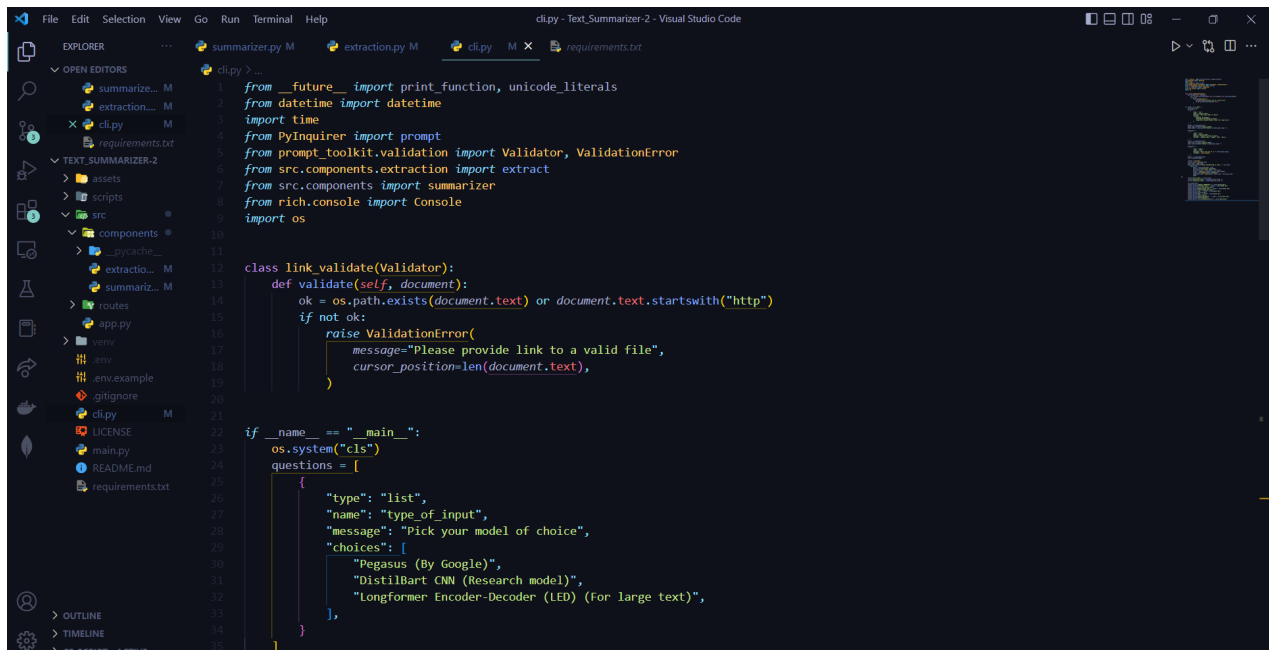 File Edit Selection View Go Run Terminal Help
cli.py - Text_Summarizer-2 - Visual Studio Code
EXPLORER
summarizer.py M
extraction.py M
cli.py M
requirements.txt
OPEN EDITORS
summarize... M
extraction.... M
cli.py M
requirements.txt
TEXT_SUMMARIZER-2
assets
scripts
src
components
__pycache__
extractio... M
summariz... M
routes
app.py
venv
.env
.env.example
.gitignore
cli.py M
LICENSE
main.py
README.md
requirements.txt
OUTLINE
TIMELINE
3
3
cli.py > ...
1 from __future__ import print_function, unicode_literals
2 from datetime import datetime
3 import time
4 from PyInquirer import prompt
5 from prompt_toolkit.validation import Validator, ValidationError
6 from src.components.extraction import extract
7 from src.components import summarizer
8 from rich.console import Console
9 import os
10
11
12 class link_validate(Validator):
13 def validate(self, document):
14 ok = os.path.exists(document.text) or document.text.startswith("http")
15 if not ok:
16 raise ValidationError(
17 message="Please provide link to a valid file",
18 cursor_position=len(document.text),
19 )
20
21
22 if __name__ == "__main__":
23 os.system("cls")
24 questions = [
25 {
26 "type": "list",
27 "name": "type_of_input",
28 "message": "Pick your model of choice",
29 "choices": [
30 "Pegasus (By Google)",
31 "DistilBart CNN (Research model)",
32 "Longformer Encoder-Decoder (LED) (For large text)",
33 ],
34 }
35 ]